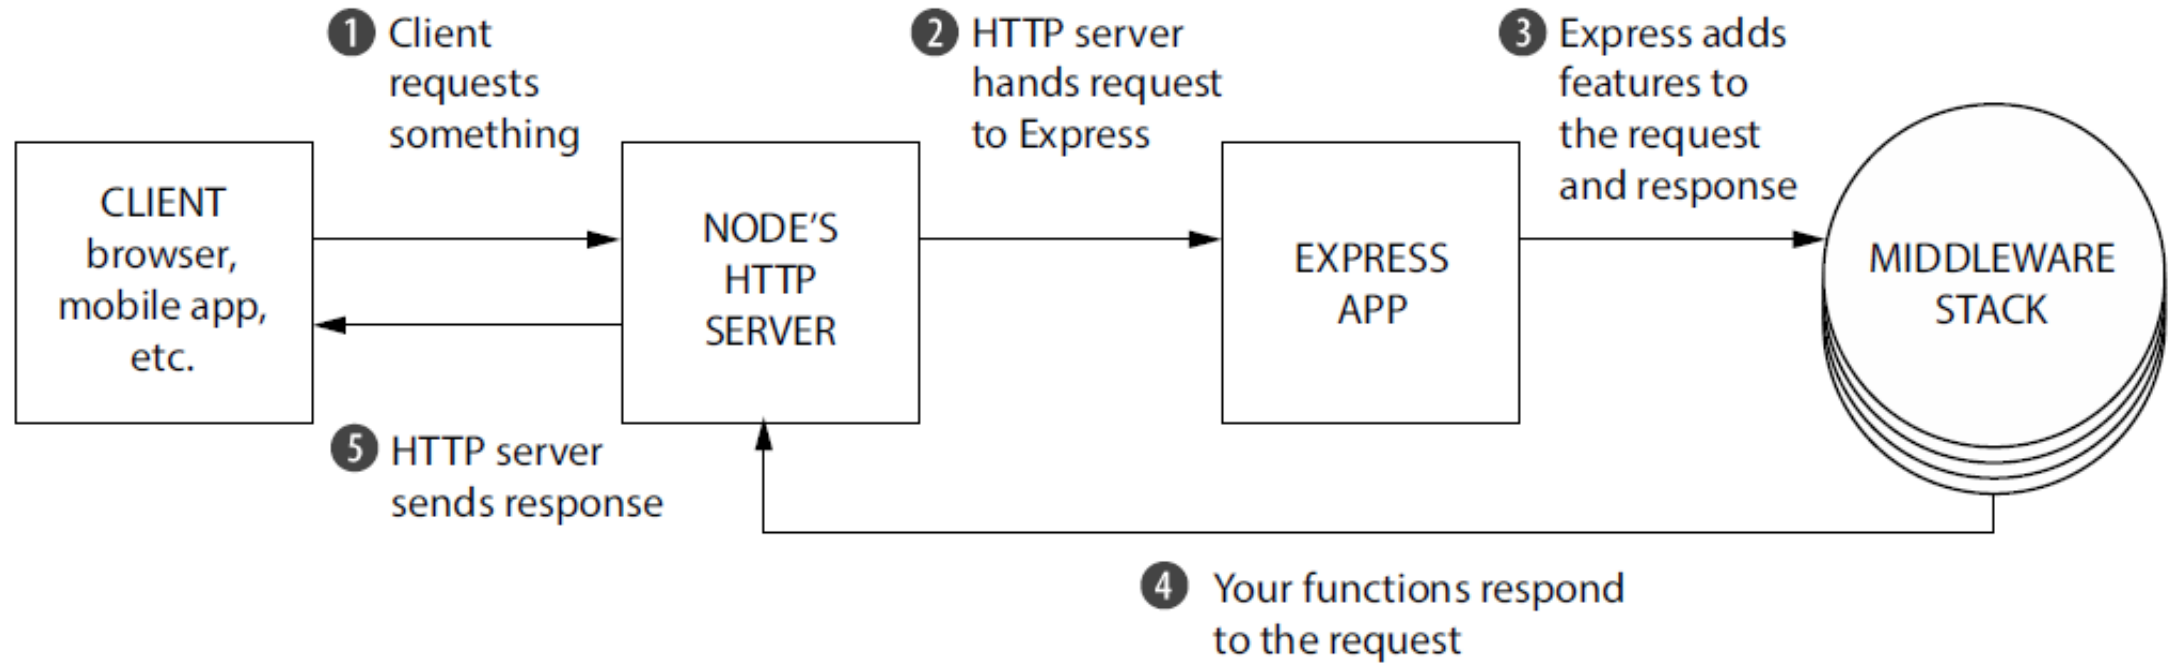 1 Client
requests
something
2 HTTP server
hands request
to Express
3 Express adds
features to
the request
and response
CLIENT
browser,
mobile app,
etc.
NODE’S
HTTP
SERVER
EXPRESS
APP
MIDDLEWARE
STACK
5 HTTP server
sends response
4 Your functions respond
to the request